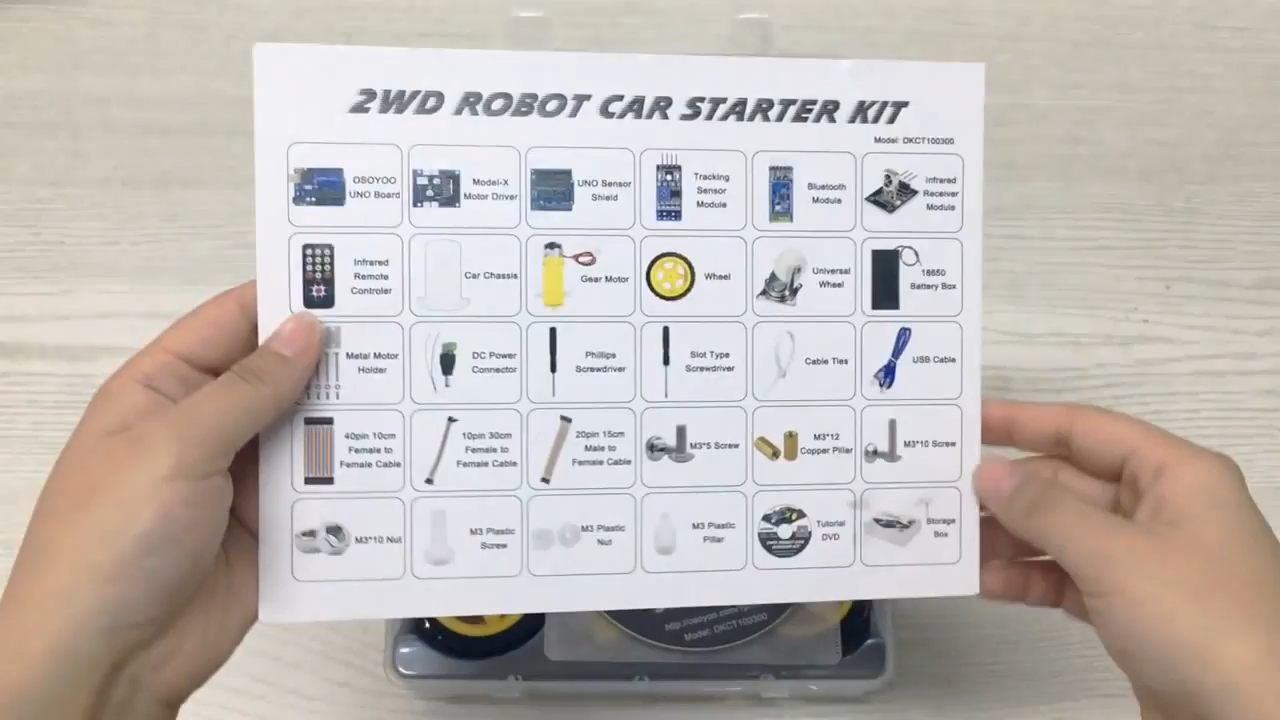 2WD ROBOT CAR STARTER KIT
Model: DKCT100300
OSOYOO
UNO Board
Model-X
Motor Driver
UNO Sensor
Shield
Tracking
Sensor
Module
Bluetooth
Module
Infrared
Receiver
Module
Infrared
Remote
Controler
Car Chassis
Gear Motor
Wheel
Universal
Wheel
18650
Battery Box
Metal Motor
Holder
DC Power
Connector
Phillips
Screwdriver
Slot Type
Screwdriver
Cable Ties
USB Cable
40pin 10cm
Female to
Female Cable
10pin 30cm
Female to
Female Cable
20pin 15cm
Male to
Female Cable
M3*5 Screw
M3*12
Copper Pillar
M3*10 Screw
M3*10 Nut
M3 Plastic
Screw
M3 Plastic
Nut
M3 Plastic
Pillar
Tutorial
DVD
Storage
Box
Model: DKCT100300